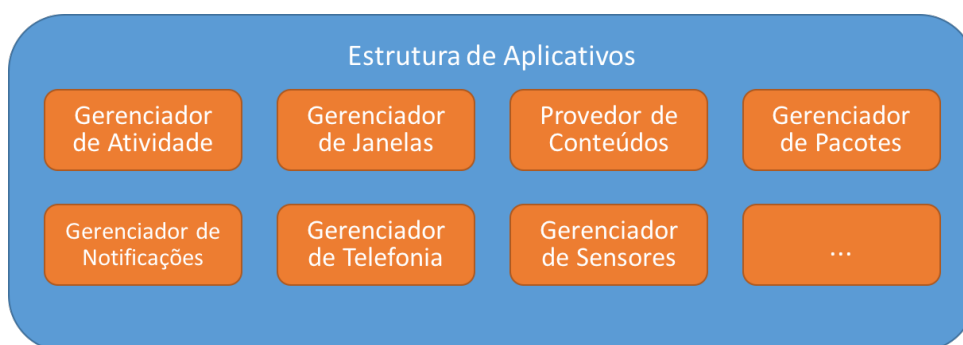 Estrutura de Aplicativos
Gerenciador
de Atividade
Gerenciador
de Janelas
Provedor de
Conteúdos
Gerenciador
de Pacotes
Gerenciador de
Notificações
Gerenciador
de Telefonia
Gerenciador
de Sensores
...